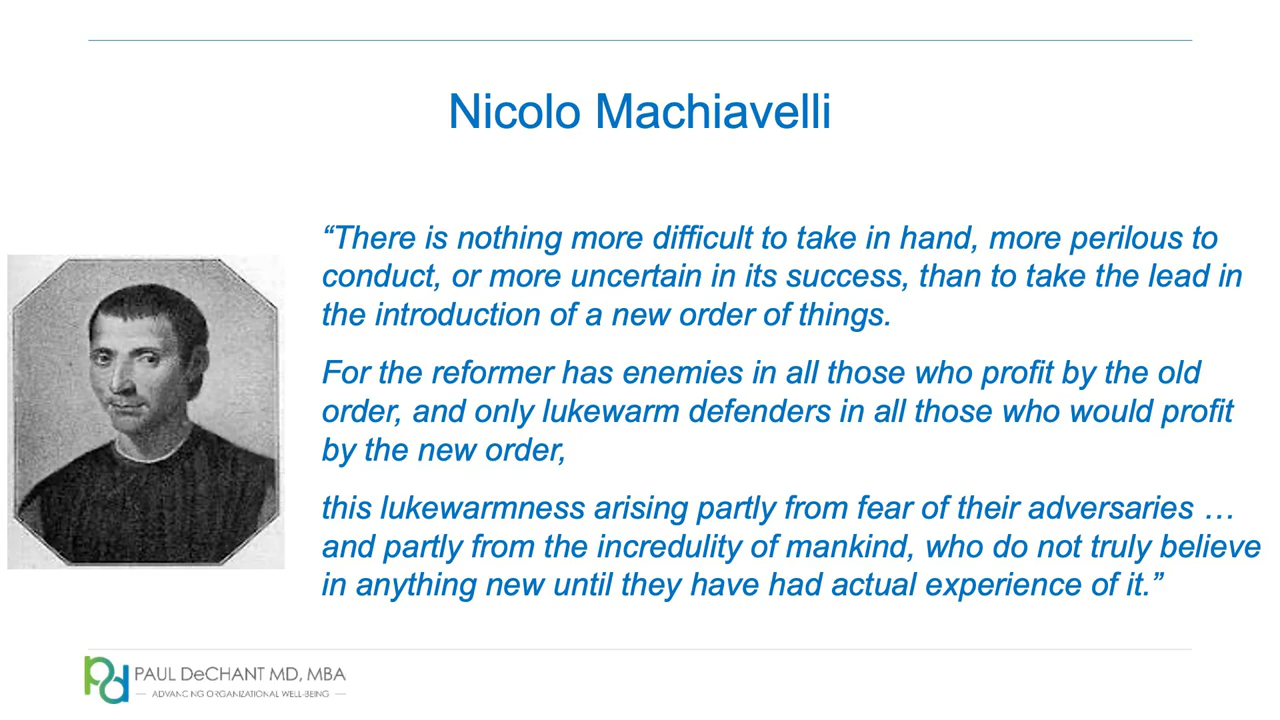 Nicolo Machiavelli
“There is nothing more difficult to take in hand, more perilous to
conduct, or more uncertain in its success, than to take the lead in
the introduction of a new order of things.
For the reformer has enemies in all those who profit by the old
order, and only lukewarm defenders in all those who would profit
by the new order,
this lukewarmness arising partly from fear of their adversaries …
and partly from the incredulity of mankind, who do not truly believe
in anything new until they have had actual experience of it.”
pd
PAUL DeCHANT MD, MBA
ADVANCING ORGANIZATIONAL WELL-BEING